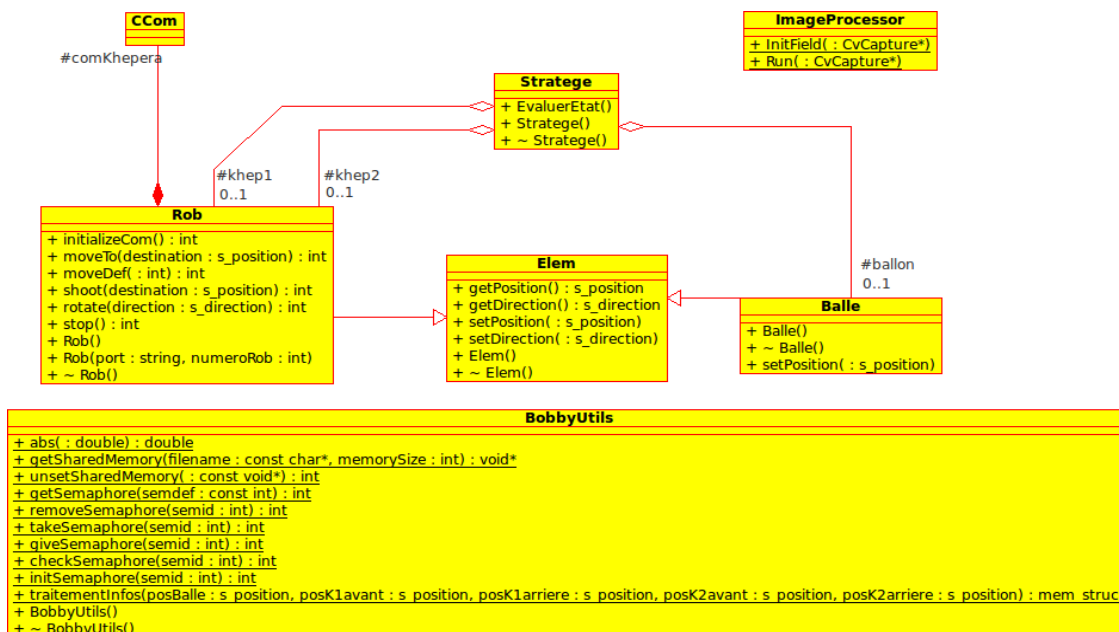 CCom
#comKhepera
ImageProcessor
+ InitField( : CvCapture*)
+ Run( : CvCapture*)
Stratege
+ EvaluerEtat()
+ Stratege()
+ ~ Stratege()
#khep1
0..1
#khep2
0..1
Rob
+ initializeCom() : int
+ moveTo(destination : s_position) : int
+ moveDef( : int) : int
+ shoot(destination : s_position) : int
+ rotate(direction : s_direction) : int
+ stop() : int
+ Rob()
+ Rob(port : string, numeroRob : int)
+ ~ Rob()
Elem
+ getPosition() : s_position
+ getDirection() : s_direction
+ setPosition( : s_position)
+ setDirection( : s_direction)
+ Elem()
+ ~ Elem()
#ballon
0..1
Balle
+ Balle()
+ ~ Balle()
+ setPosition( : s_position)
BobbyUtils
+ abs( : double) : double
+ getSharedMemory(filename : const char*, memorySize : int) : void*
+ unsetSharedMemory( : const void*) : int
+ getSemaphore(semdef : const int) : int
+ removeSemaphore(semid : int) : int
+ takeSemaphore(semid : int) : int
+ giveSemaphore(semid : int) : int
+ checkSemaphore(semid : int) : int
+ initSemaphore(semid : int) : int
+ traitementInfos(posBalle : s_position, posK1avant : s_position, posK1arriere : s_position, posK2avant : s_position, posK2arriere : s_position) : mem_struc
+ BobbyUtils()
+ ~ BobbyUtils()